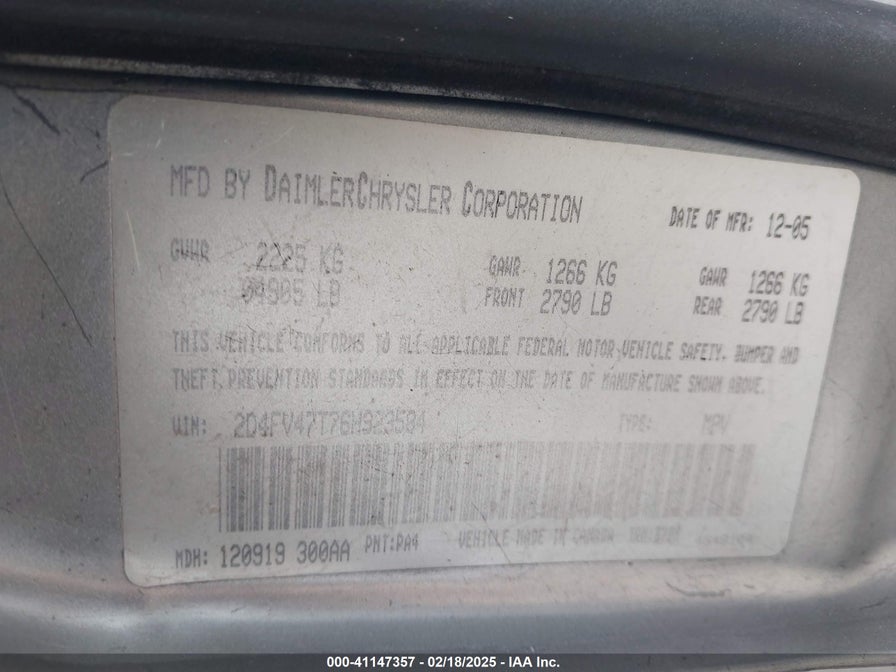 MFD BY DAIMLERCHRYSLER CORPORATION DATE OF MFR: 12-05
GVWR 2225 KG GAWR 1266 KG GAWR 1266 KG
04905 LB FRONT 2790 LB REAR 2790 LB
THIS VEHICLE CONFORMS TO ALL APPLICABLE FEDERAL MOTOR VEHICLE SAFETY, BUMPER AND
THEFT PREVENTION STANDARDS IN EFFECT ON THE DATE OF MANUFACTURE SHOWN ABOVE.
VIN: 2D4FV47T76H923584 TYPE: MPV
MDH: 120919 300AA PNT:PA4 VEHICLE MADE IN CANADA
000-41147357 – 02/18/2025 – IAA Inc.